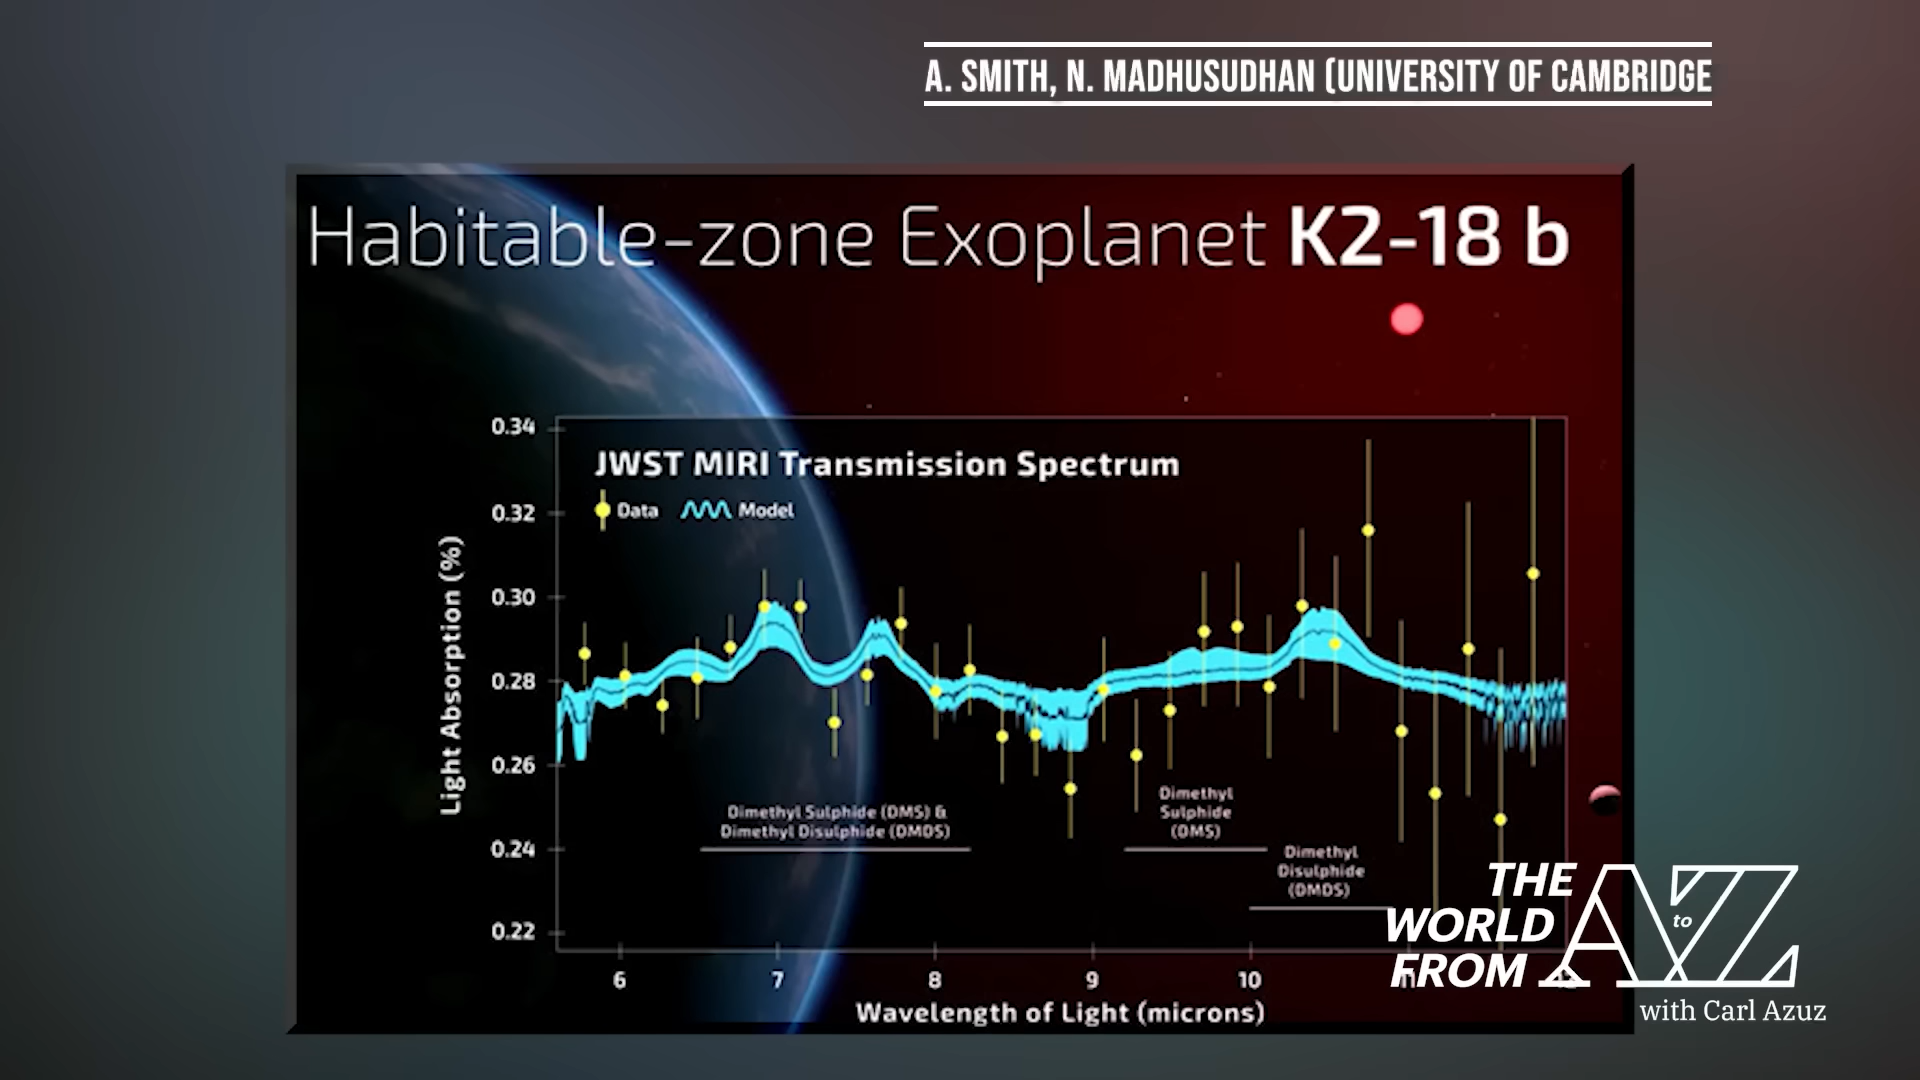 A. SMITH, N. MADHUSUDHAN (UNIVERSITY OF CAMBRIDGE
Habitable-zone Exoplanet K2-18 b
JWST MIRI Transmission Spectrum
Data Model
Light Absorption (%)
0.34
0.32
0.30
0.28
0.26
0.24
0.22
Dimethyl Sulphide (DMS) &
Dimethyl Disulphide (DMDS)
Dimethyl
Sulphide
(DMS)
Dimethyl
Disulphide
(DMDS)
6 7 8 9 10 11 12
Wavelength of Light (microns)
THE
WORLD
FROM
A to Z
with Carl Azuz